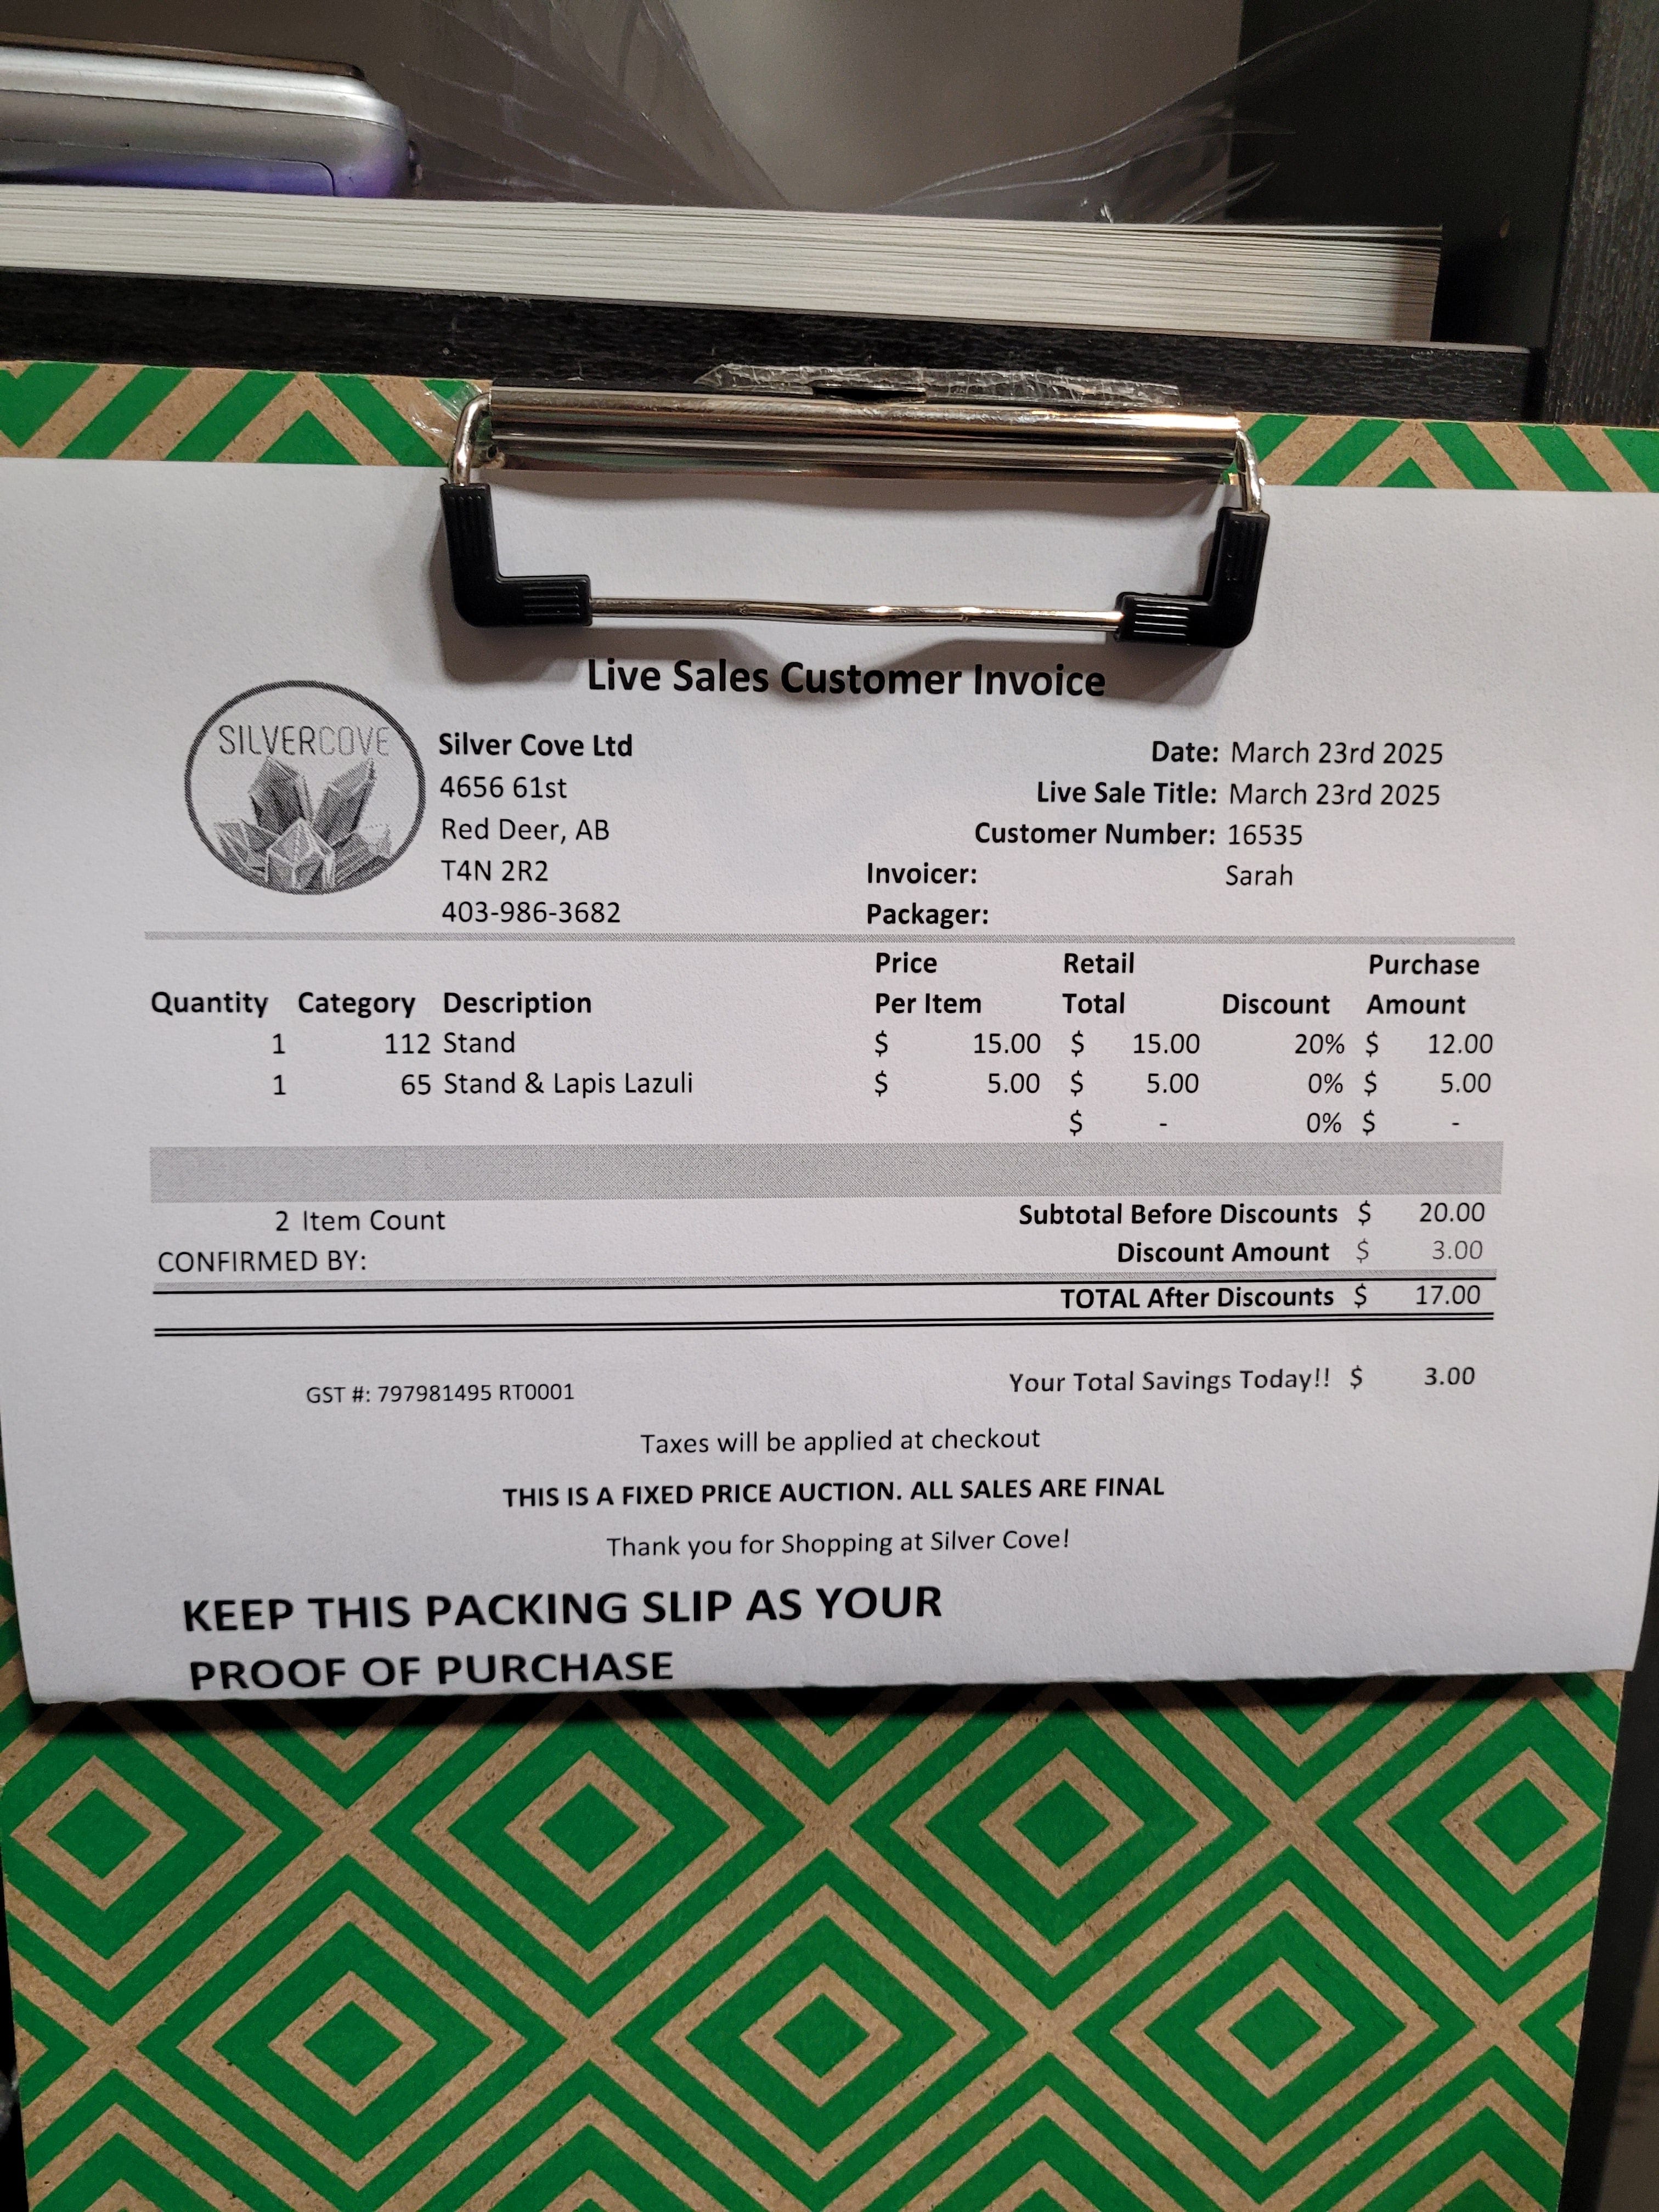 Live Sales Customer Invoice
SILVERCOVE
Silver Cove Ltd
4656 61st
Red Deer, AB
T4N 2R2
403-986-3682
Date: March 23rd 2025
Live Sale Title: March 23rd 2025
Customer Number: 16535
Invoicer: Sarah
Packager:
Quantity Category Description Price Per Item Retail Total Discount Purchase Amount
1 112 Stand $ 15.00 $ 15.00 20% $ 12.00
1 65 Stand & Lapis Lazuli $ 5.00 $ 5.00 0% $ 5.00
$ - 0% $ -
2 Item Count Subtotal Before Discounts $ 20.00
CONFIRMED BY: Discount Amount $ 3.00
TOTAL After Discounts $ 17.00
GST #: 797981495 RT0001 Your Total Savings Today!! $ 3.00
Taxes will be applied at checkout
THIS IS A FIXED PRICE AUCTION. ALL SALES ARE FINAL
Thank you for Shopping at Silver Cove!
KEEP THIS PACKING SLIP AS YOUR
PROOF OF PURCHASE